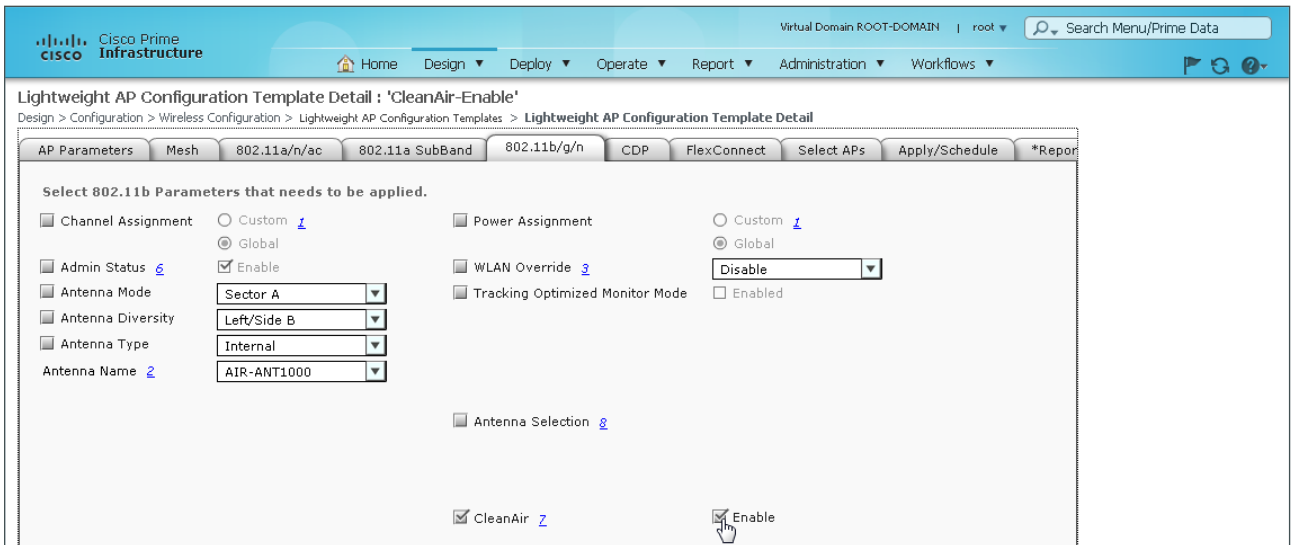 Virtual Domain ROOT-DOMAIN | root Search Menu/Prime Data
cisco Cisco Prime Infrastructure
Home Design Deploy Operate Report Administration Workflows
Lightweight AP Configuration Template Detail : 'CleanAir-Enable'
Design > Configuration > Wireless Configuration > Lightweight AP Configuration Templates > Lightweight AP Configuration Template Detail
AP Parameters Mesh 802.11a/n/ac 802.11a SubBand 802.11b/g/n CDP FlexConnect Select APs Apply/Schedule *Repor
Select 802.11b Parameters that needs to be applied.
Channel Assignment Custom 1 Power Assignment Custom 1
Global Global
Admin Status 6 Enable WLAN Override 3 Disable
Antenna Mode Sector A Tracking Optimized Monitor Mode Enabled
Antenna Diversity Left/Side B
Antenna Type Internal
Antenna Name 2 AIR-ANT1000
Antenna Selection 8
CleanAir 7 Enable